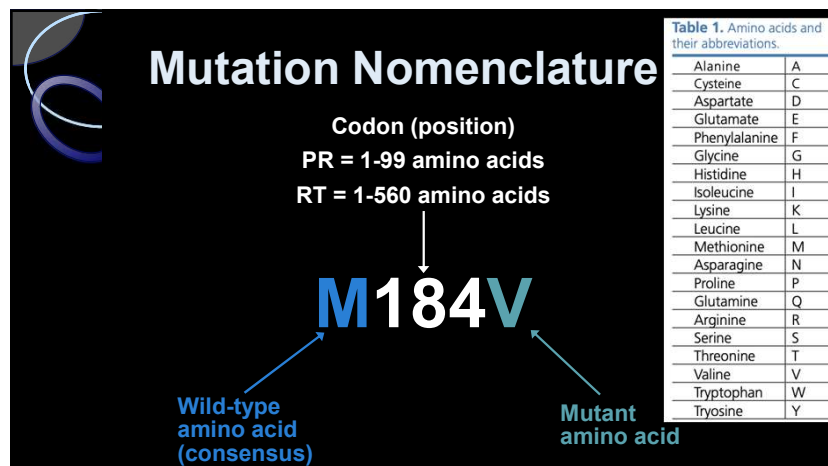 Mutation Nomenclature
Codon (position)
PR = 1-99 amino acids
RT = 1-560 amino acids
M184V
Wild-type
amino acid
(consensus)
Mutant
amino acid
Table 1. Amino acids and
their abbreviations.
Alanine A
Cysteine C
Aspartate D
Glutamate E
Phenylalanine F
Glycine G
Histidine H
Isoleucine I
Lysine K
Leucine L
Methionine M
Asparagine N
Proline P
Glutamine Q
Arginine R
Serine S
Threonine T
Valine V
Tryptophan W
Tryosine Y